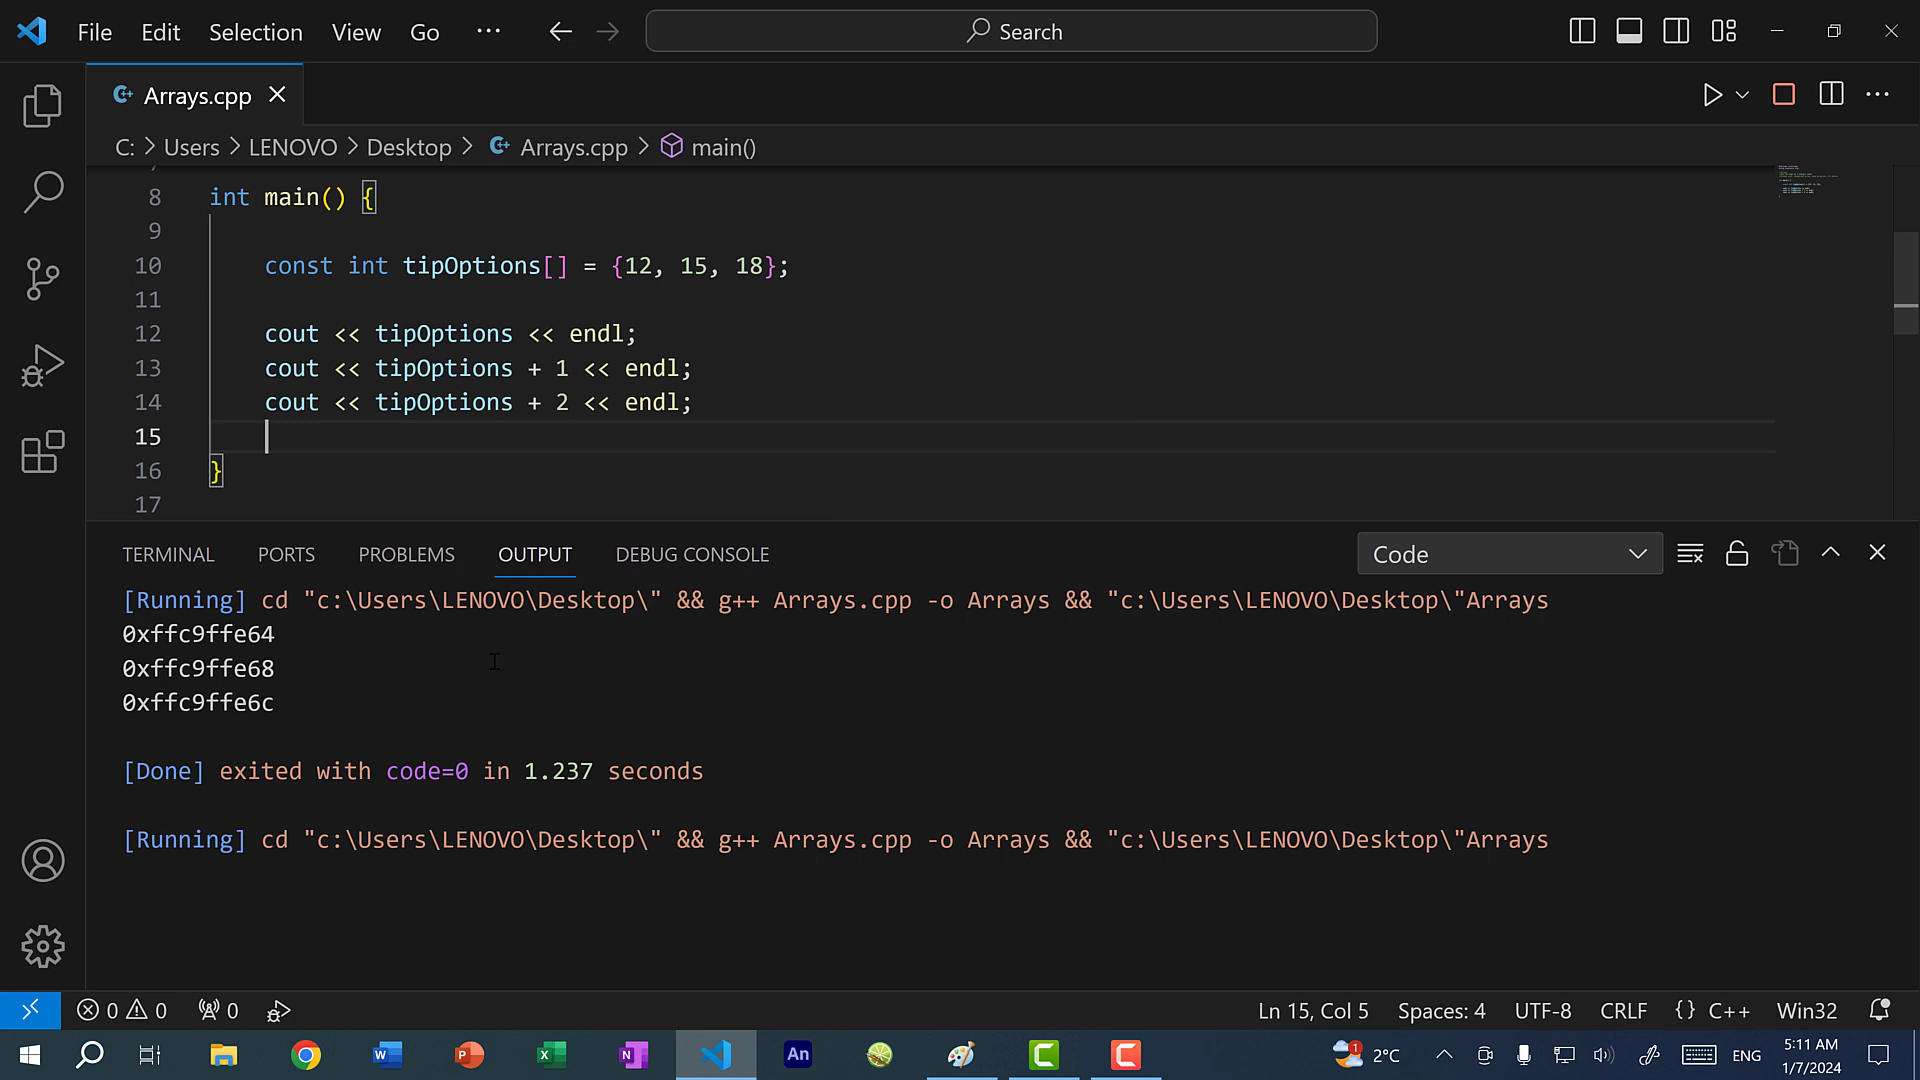 File Edit Selection View Go ... Search
Arrays.cpp
C: > Users > LENOVO > Desktop > Arrays.cpp > main()
8 int main() {
9
10 const int tipOptions[] = {12, 15, 18};
11
12 cout << tipOptions << endl;
13 cout << tipOptions + 1 << endl;
14 cout << tipOptions + 2 << endl;
15
16 }
17
TERMINAL PORTS PROBLEMS OUTPUT DEBUG CONSOLE Code
[Running] cd "c:\Users\LENOVO\Desktop\" && g++ Arrays.cpp -o Arrays && "c:\Users\LENOVO\Desktop\"Arrays
0xffc9ffe64
0xffc9ffe68
0xffc9ffe6c
[Done] exited with code=0 in 1.237 seconds
[Running] cd "c:\Users\LENOVO\Desktop\" && g++ Arrays.cpp -o Arrays && "c:\Users\LENOVO\Desktop\"Arrays
0 0 0 Ln 15, Col 5 Spaces: 4 UTF-8 CRLF {} C++ Win32
W P X N An C C 1 2°C ENG 5:11 AM
1/7/2024